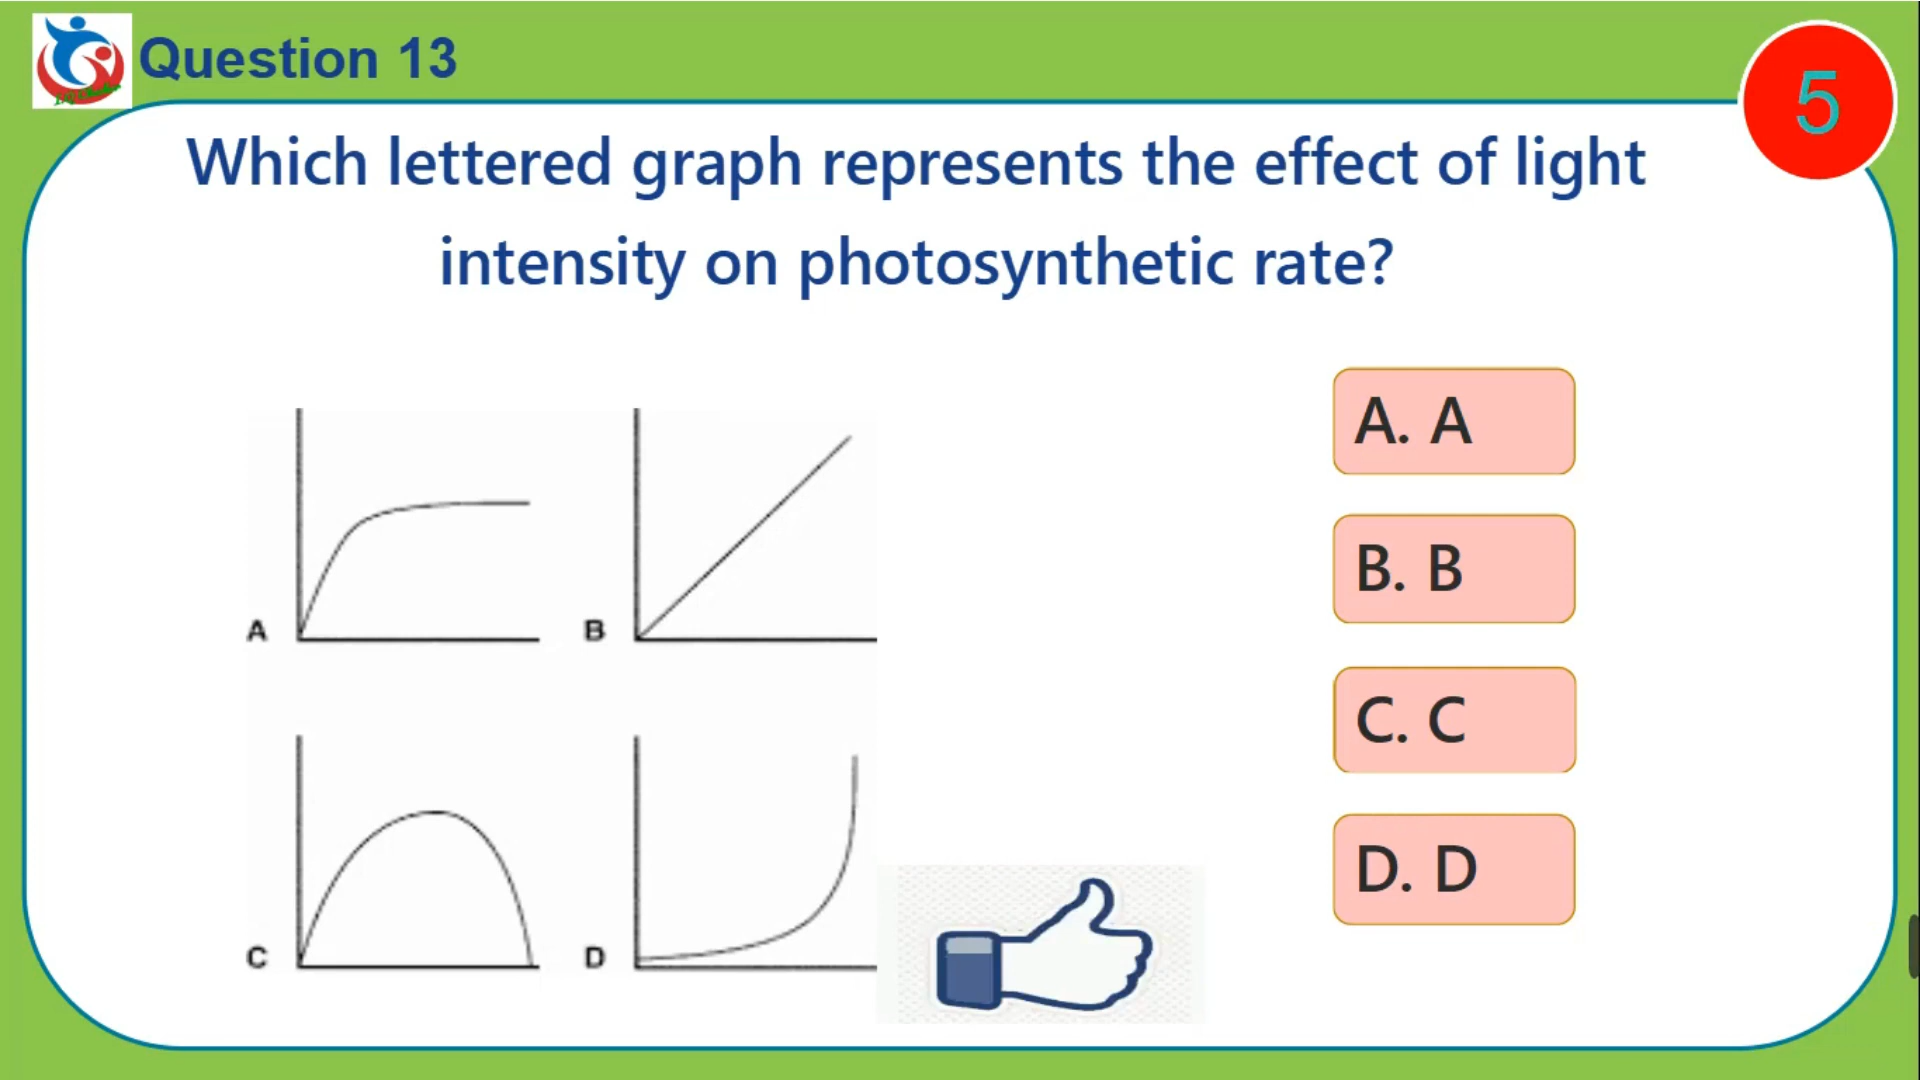 Question 13
5
Which lettered graph represents the effect of light
intensity on photosynthetic rate?
A
B
C
D
A. A
B. B
C. C
D. D